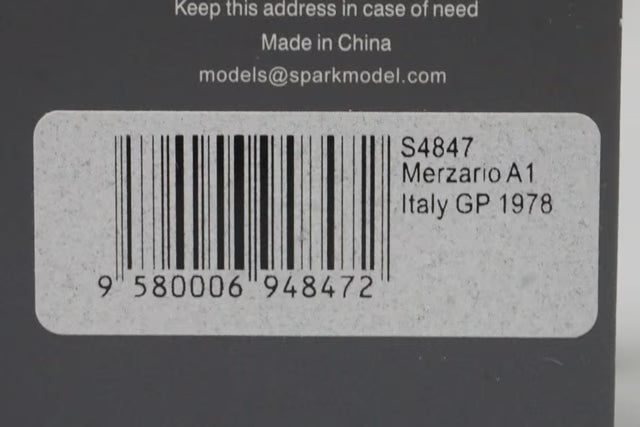 Keep this address in case of need
Made in China
models@sparkmodel.com
S4847
Merzario A1
Italy GP 1978
9 580006 948472